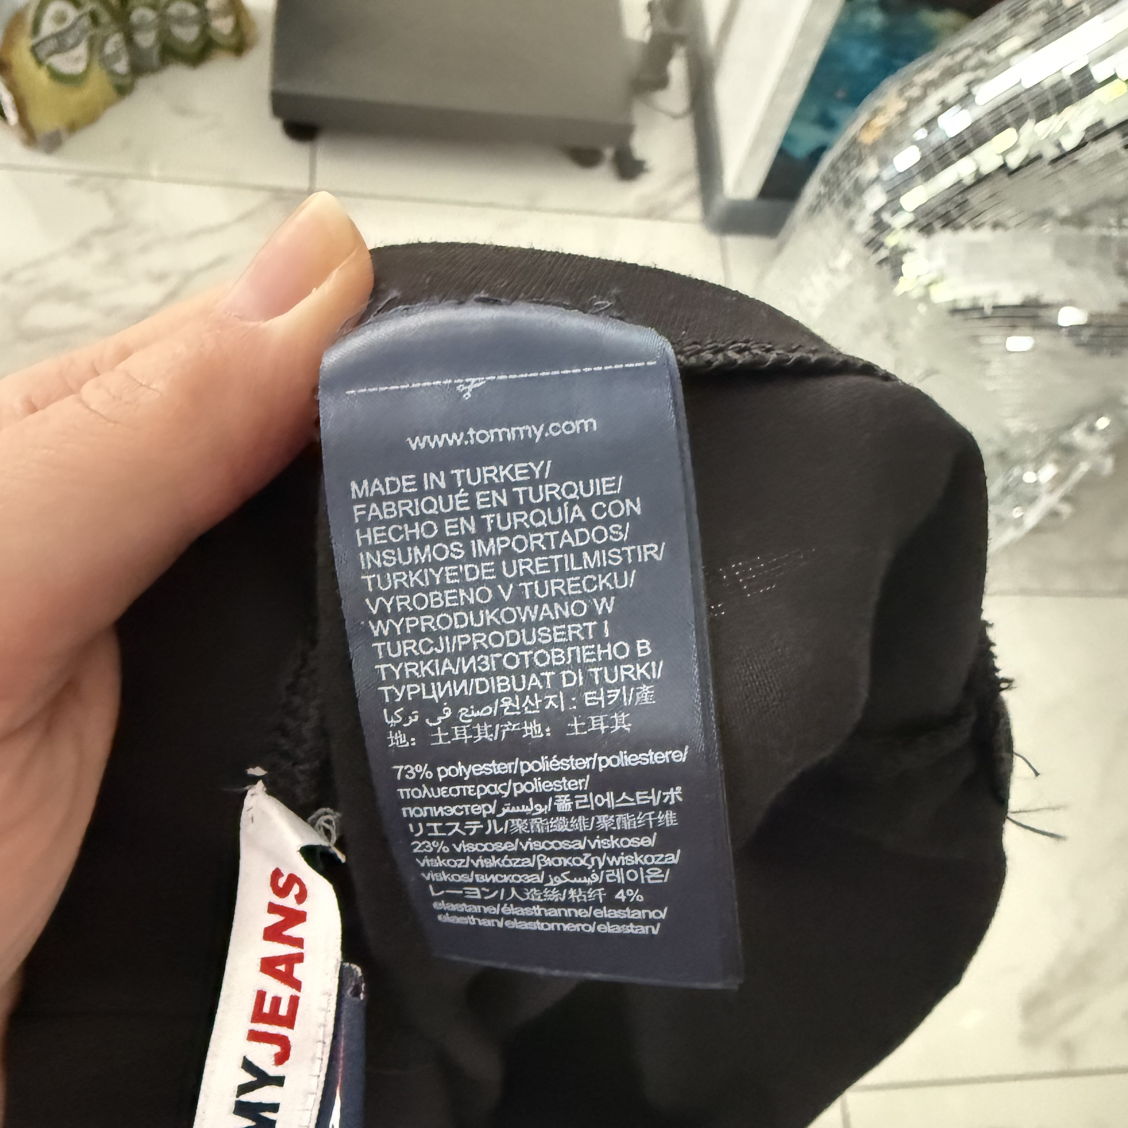 www.tommy.com
MADE IN TURKEY/
FABRIQUÉ EN TURQUIE/
HECHO EN TURQUÍA CON
INSUMOS IMPORTADOS/
TURKIYE'DE URETILMISTIR/
VYROBENO V TURECKU/
WYPRODUKOWANO W
TURCJI/PRODUSERT I
TYRKIA/ИЗГОТОВЛЕНО В
ТУРЦИИ/DIBUAT DI TURKI/
صنع في تركيا/원산지 : 터키/產
地：土耳其/产地：土耳其
73% polyester/poliéster/poliestere/
πολυεστερας/poliester/
полиэстер/بوليستر/폴리에스터/ポ
リエステル/聚酯纖維/聚酯纤维
23% viscose/viscosa/viskose/
viskoz/viskóza/βισκοζη/wiskoza/
viskos/вискоза/فيسكوز/레이온/
レーヨン/人造絲/粘纤 4%
elastane/élasthanne/elastano/
elasthan/elastomero/elastan/
MYJEANS